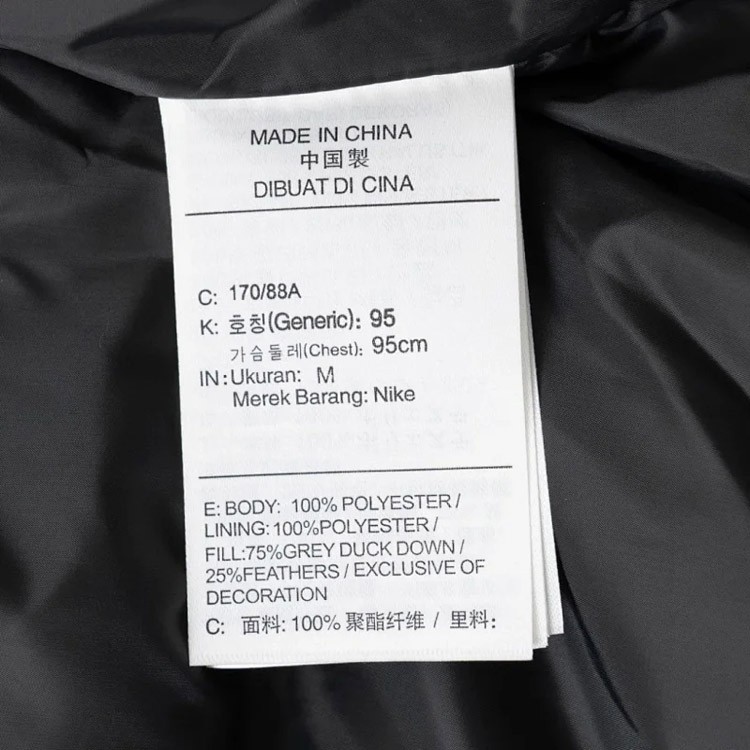 MADE IN CHINA
中国製
DIBUAT DI CINA
C: 170/88A
K: 호칭(Generic): 95
가슴둘레(Chest): 95cm
IN: Ukuran: M
Merek Barang: Nike
E: BODY: 100% POLYESTER /
LINING: 100%POLYESTER /
FILL:75%GREY DUCK DOWN /
25%FEATHERS / EXCLUSIVE OF
DECORATION
C: 面料: 100% 聚酯纤维 / 里料: